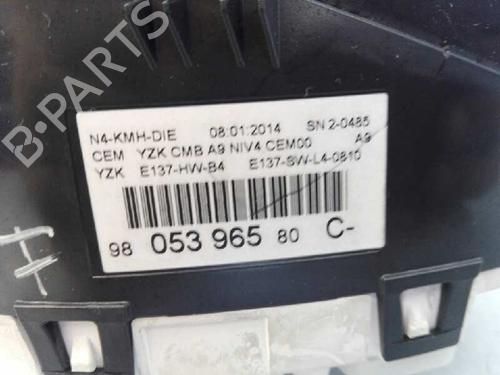 B-PARTS
N4-KMH-DIE 08:01:2014 SN 2-0485
CEM YZK CMB A9 NIV4 CEM00 A9
YZK E137-HW-B4 E137-SW-L4-0810
98 053 965 80 C-